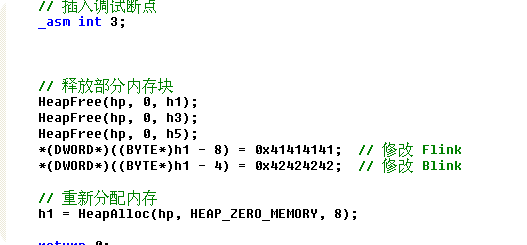 // 插入调试断点
_asm int 3;
// 释放部分内存块
HeapFree(hp, 0, h1);
HeapFree(hp, 0, h3);
HeapFree(hp, 0, h5);
*(DWORD*)((BYTE*)h1 - 8) = 0x41414141;  // 修改 Flink
*(DWORD*)((BYTE*)h1 - 4) = 0x42424242;  // 修改 Blink
// 重新分配内存
h1 = HeapAlloc(hp, HEAP_ZERO_MEMORY, 8);
return 0;